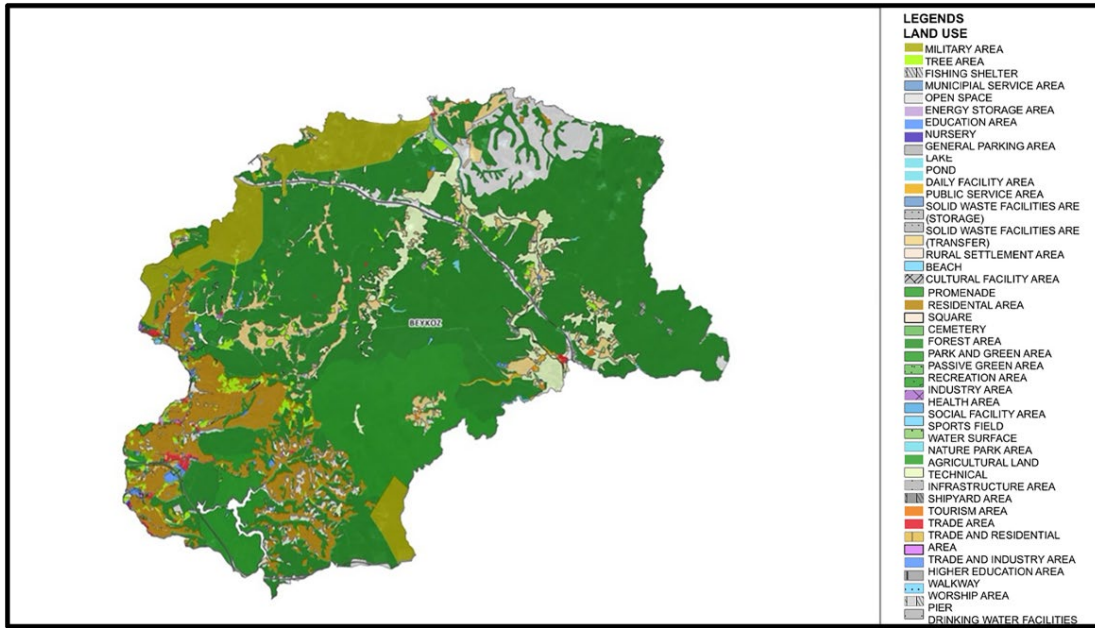 LEGENDS
LAND USE
MILITARY AREA
TREE AREA
FISHING SHELTER
MUNICIPIAL SERVICE AREA
OPEN SPACE
ENERGY STORAGE AREA
EDUCATION AREA
NURSERY
GENERAL PARKING AREA
LAKE
POND
DAILY FACILITY AREA
PUBLIC SERVICE AREA
SOLID WASTE FACILITIES ARE
(STORAGE)
SOLID WASTE FACILITIES ARE
(TRANSFER)
RURAL SETTLEMENT AREA
BEACH
CULTURAL FACILITY AREA
PROMENADE
RESIDENTAL AREA
SQUARE
CEMETERY
FOREST AREA
PARK AND GREEN AREA
PASSIVE GREEN AREA
RECREATION AREA
INDUSTRY AREA
HEALTH AREA
SOCIAL FACILITY AREA
SPORTS FIELD
WATER SURFACE
NATURE PARK AREA
AGRICULTURAL LAND
TECHNICAL
INFRASTRUCTURE AREA
SHIPYARD AREA
TOURISM AREA
TRADE AREA
TRADE AND RESIDENTIAL
AREA
TRADE AND INDUSTRY AREA
HIGHER EDUCATION AREA
WALKWAY
WORSHIP AREA
PIER
DRINKING WATER FACILITIES
BEYKOZ